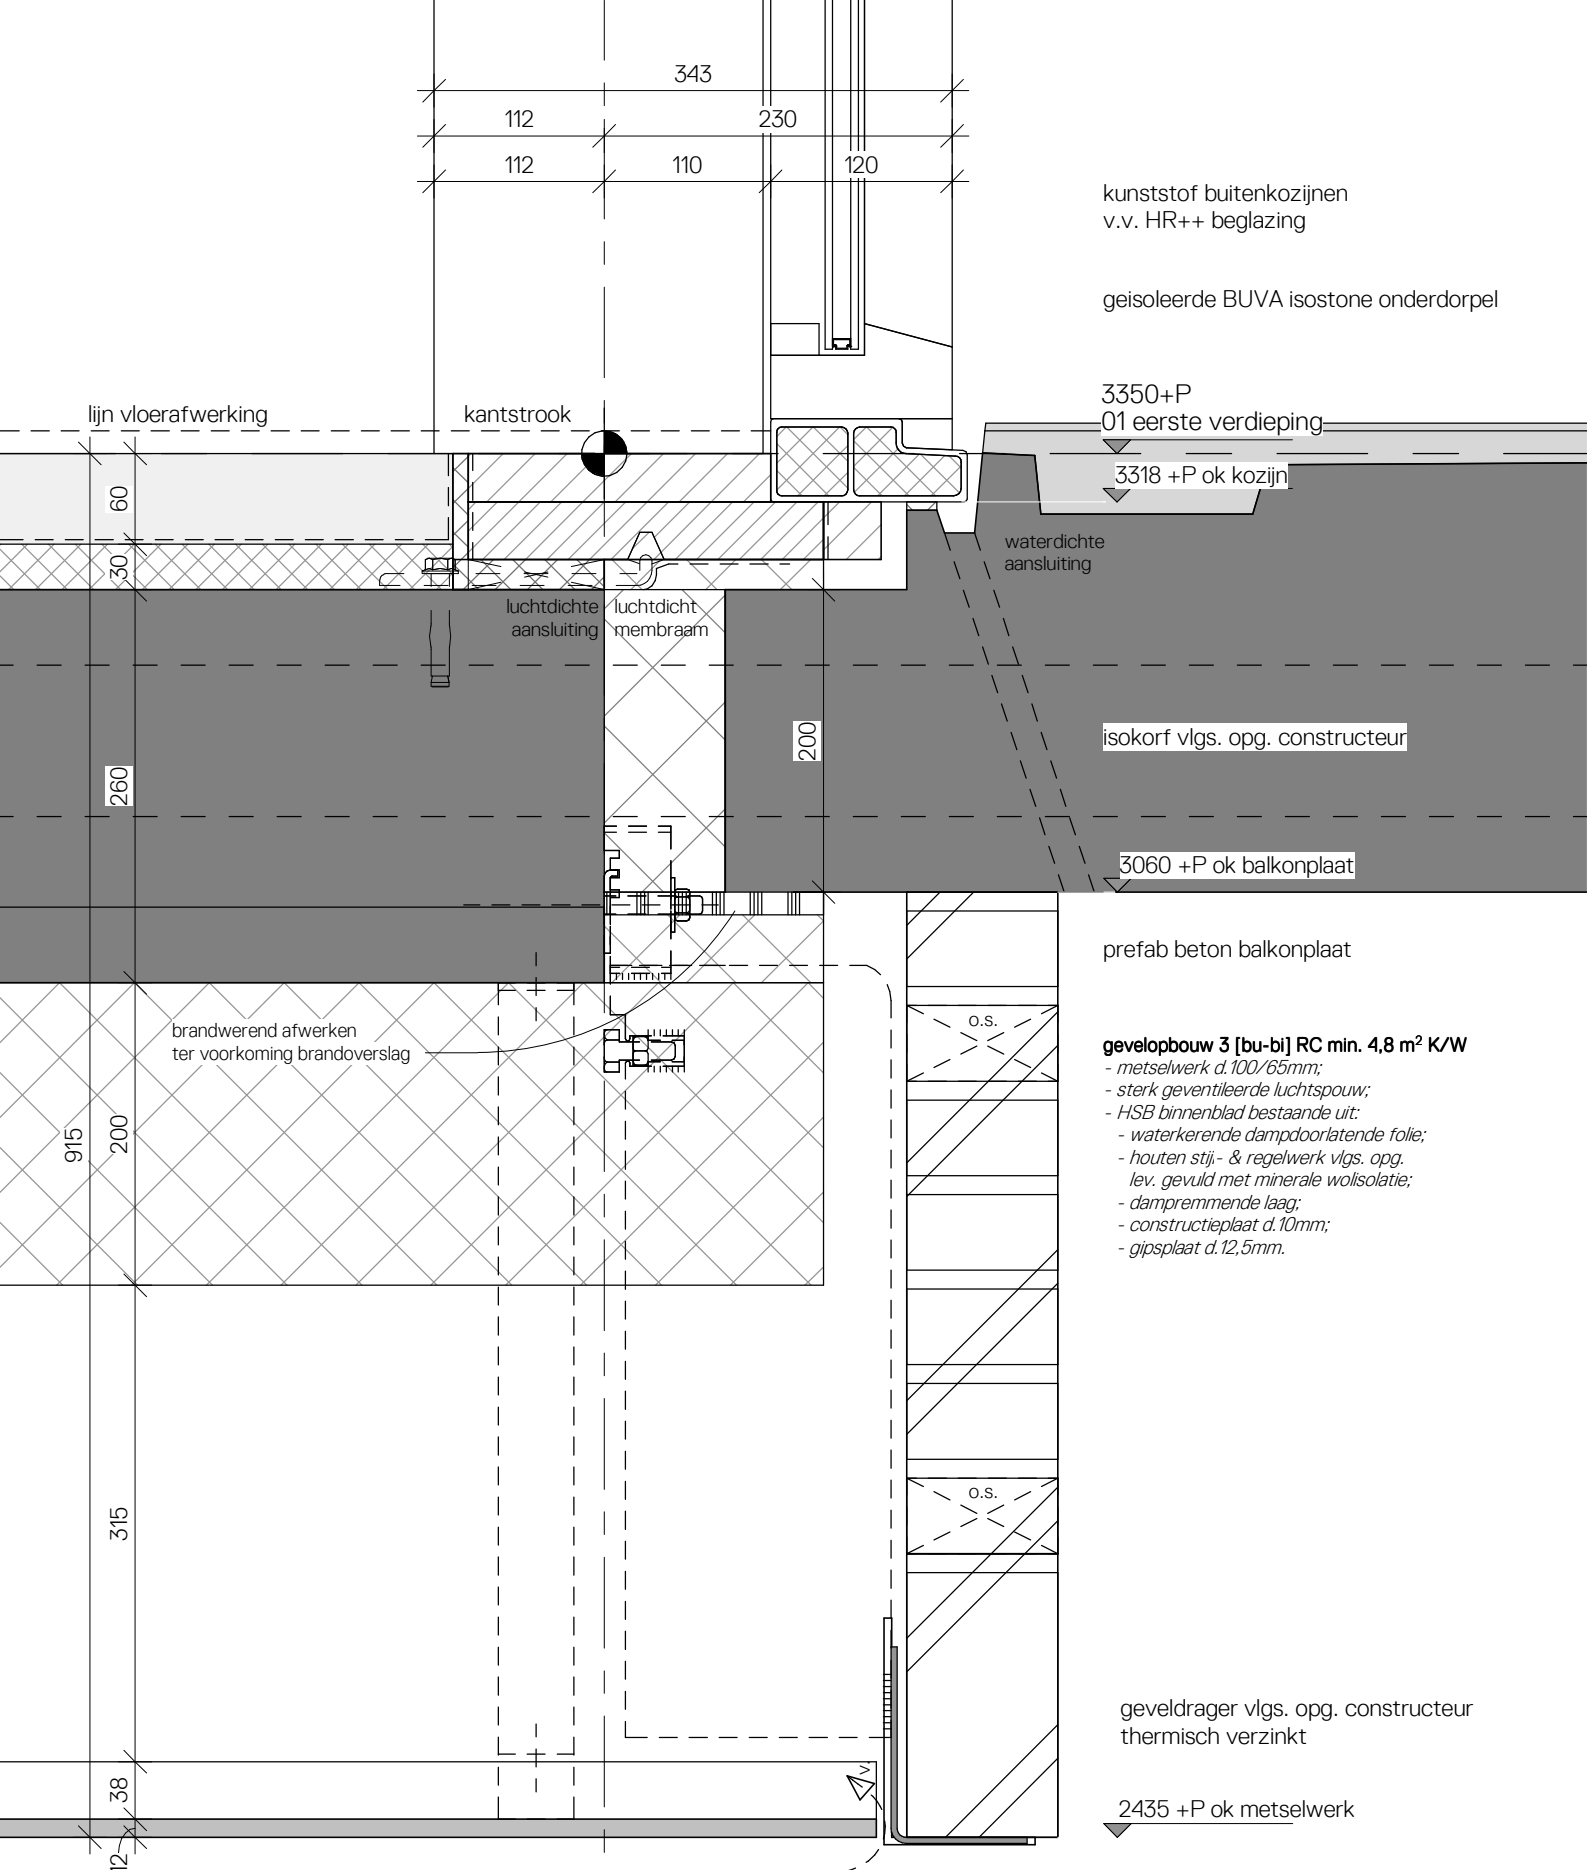 343
112
230
112
110
120
kunststof buitenkozijnen
v.v. HR++ beglazing
geisoleerde BUVA isostone onderdorpel
3350+P
01 eerste verdieping
lijn vloerafwerking
kantstrook
3318 +P ok kozijn
60
30
waterdichte
aansluiting
luchtdichte
aansluiting
luchtdicht
membraam
260
200
isokorf vlgs. opg. constructeur
3060 +P ok balkonplaat
prefab beton balkonplaat
brandwerend afwerken
ter voorkoming brandoverslag
o.s.
gevelopbouw 3 [bu-bi] RC min. 4,8 m² K/W
- metselwerk d.100/65mm;
- sterk geventileerde luchtspouw;
- HSB binnenblad bestaande uit:
- waterkerende dampdoorlatende folie;
- houten stijl- & regelwerk vlgs. opg.
lev. gevuld met minerale wolisolatie;
- dampremmende laag;
- constructieplaat d.10mm;
- gipsplaat d.12,5mm.
915
200
315
o.s.
geveldrager vlgs. opg. constructeur
thermisch verzinkt
38
v.
2435 +P ok metselwerk
12